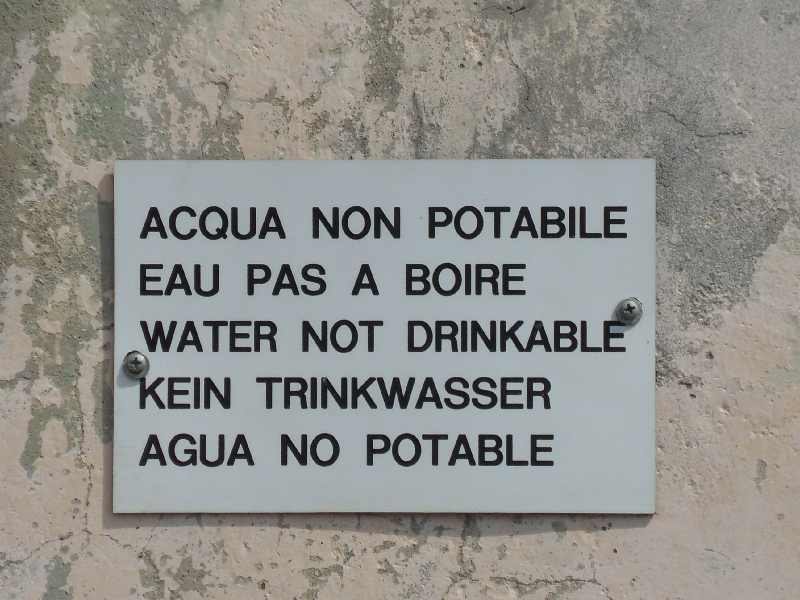 ACQUA NON POTABILE
EAU PAS A BOIRE
WATER NOT DRINKABLE
KEIN TRINKWASSER
AGUA NO POTABLE